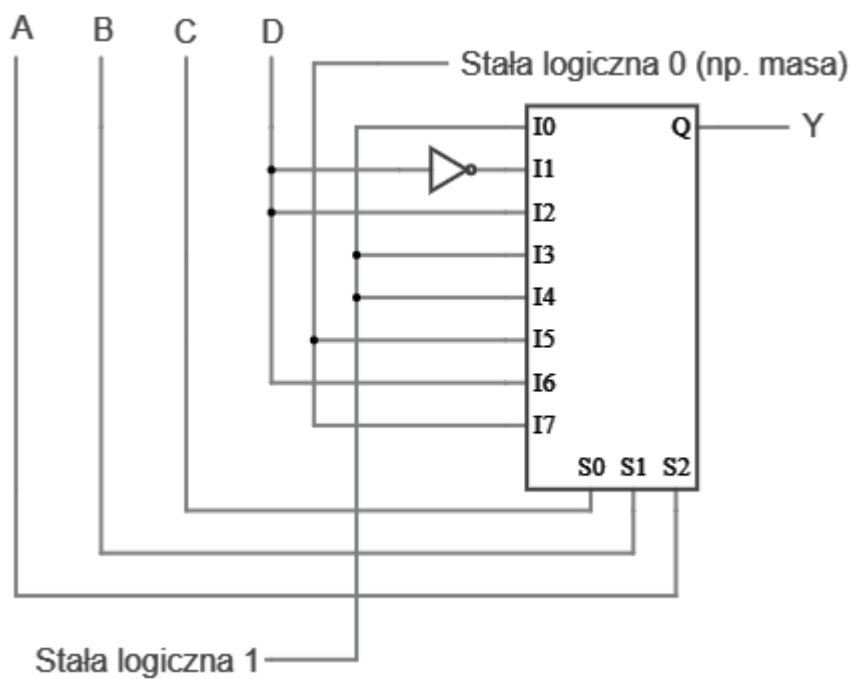 A B C D
Stała logiczna 0 (np. masa)
I0 Q Y
I1
I2
I3
I4
I5
I6
I7
S0 S1 S2
Stała logiczna 1